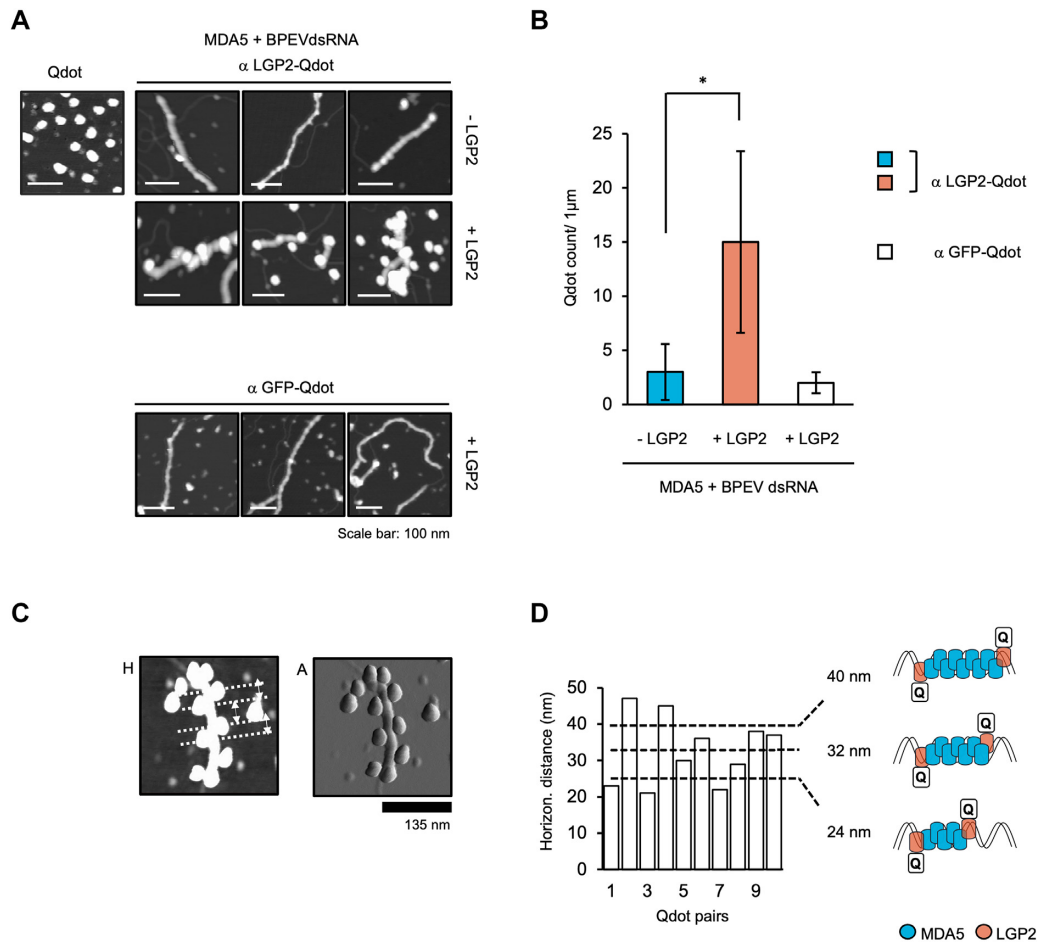 A
MDA5 + BPEVdsRNA
Qdot
α LGP2-Qdot
- LGP2
+ LGP2
α GFP-Qdot
+ LGP2
Scale bar: 100 nm
B
*
25
20
15
10
5
0
Qdot count/ 1μm
- LGP2
+ LGP2
+ LGP2
MDA5 + BPEV dsRNA
α LGP2-Qdot
α GFP-Qdot
C
H
A
135 nm
D
50
40
30
20
10
0
Horizon. distance (nm)
1
3
5
7
9
Qdot pairs
40 nm
32 nm
24 nm
Q
Q
Q
Q
Q
Q
MDA5
LGP2